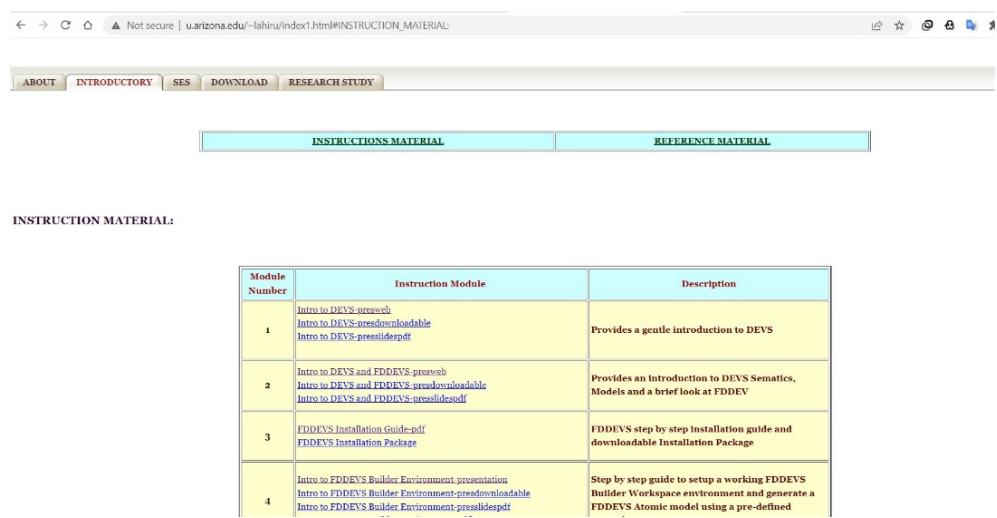 Not secure | u.arizona.edu/~lahiru/index1.html#INSTRUCTION_MATERIAL:
ABOUT INTRODUCTORY SES DOWNLOAD RESEARCH STUDY
INSTRUCTIONS MATERIAL REFERENCE MATERIAL
INSTRUCTION MATERIAL:
Module Number
Instruction Module
Description
1
Intro to DEVS-presweb
Intro to DEVS-presdownloadable
Intro to DEVS-presslidespdf
Provides a gentle introduction to DEVS
2
Intro to DEVS and FDDEVS-presweb
Intro to DEVS and FDDEVS-presdownloadable
Intro to DEVS and FDDEVS-presslidespdf
Provides an introduction to DEVS Sematics,
Models and a brief look at FDDEV
3
FDDEVS Installation Guide-pdf
FDDEVS Installation Package
FDDEVS step by step installation guide and
downloadable Installation Package
4
Intro to FDDEVS Builder Environment-presentation
Intro to FDDEVS Builder Environment-presdownloadable
Intro to FDDEVS Builder Environment-presslidespdf
Step by step guide to setup a working FDDEVS
Builder Workspace environment and generate a
FDDEVS Atomic model using a pre-defined